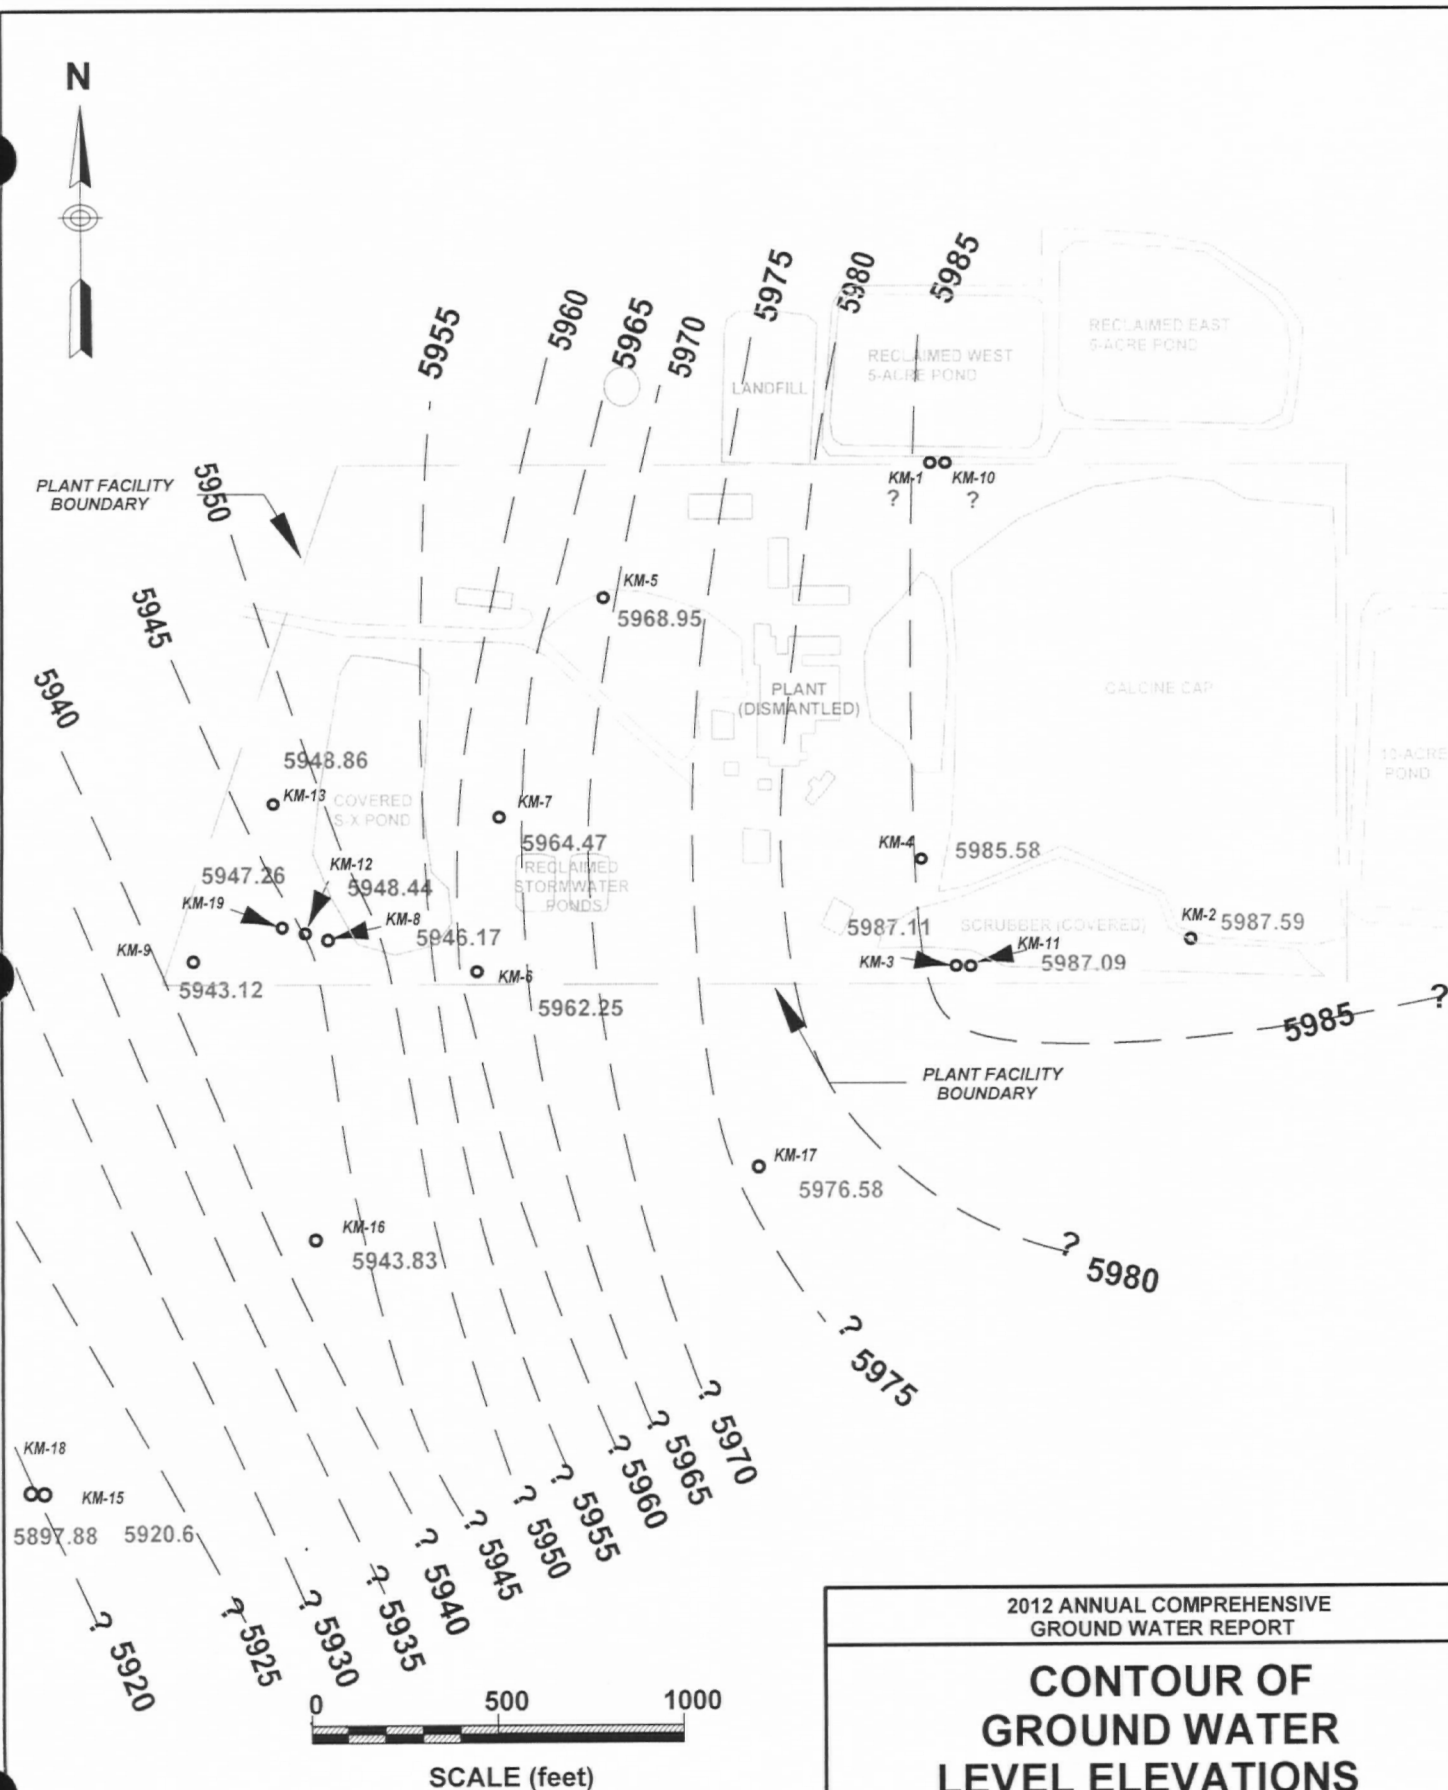 N
5985
5975
5980
5960
5965
5955
5970
RECLAIMED EAST
5-ACRE POND
RECLAIMED WEST
5-ACRE POND
LANDFILL
PLANT FACILITY
BOUNDARY
5950
KM-1
KM-10
?
?
KM-5
5968.95
5945
5940
PLANT
(DISMANTLED)
CALCINE CAP
10-ACRE
POND
5948.86
KM-13
COVERED
S-X POND
KM-7
5964.47
KM-4
5985.58
KM-12
5947.26
5948.44
RECLAIMED
STORMWATER
PONDS
KM-19
KM-8
5946.17
5987.11
SCRUBBER (COVERED)
KM-2
5987.59
KM-9
KM-3
KM-11
5987.09
KM-6
5943.12
5962.25
?
5985
PLANT FACILITY
BOUNDARY
KM-17
5976.58
KM-16
5943.83
?
5980
?
5975
?
5970
?
5965
?
5960
?
5955
?
5950
?
5945
?
5940
?
5935
?
5930
?
5925
?
5920
KM-18
KM-15
5897.88
5920.6
0 500 1000
SCALE (feet)
2012 ANNUAL COMPREHENSIVE
GROUND WATER REPORT
CONTOUR OF
GROUND WATER
LEVEL ELEVATIONS